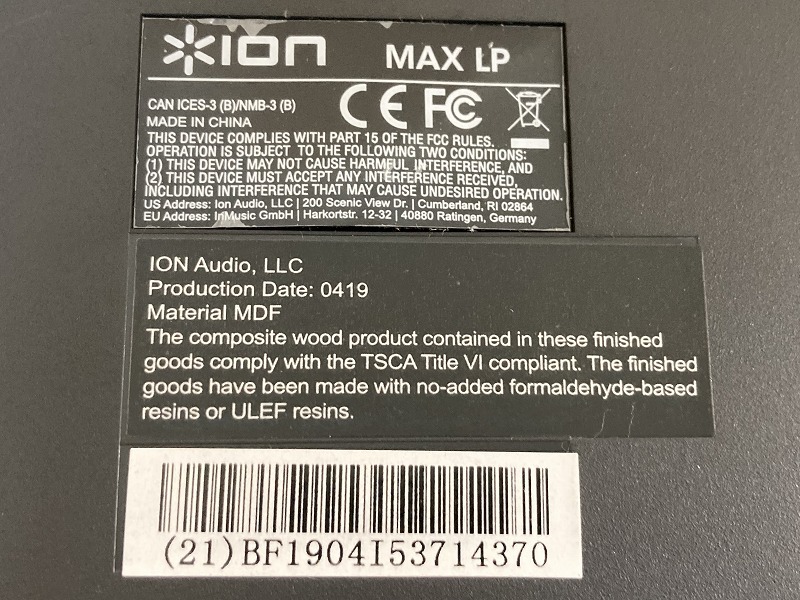 ION MAX LP
CAN ICES-3 (B)/NMB-3 (B)
MADE IN CHINA
CE FC
THIS DEVICE COMPLIES WITH PART 15 OF THE FCC RULES.
OPERATION IS SUBJECT TO THE FOLLOWING TWO CONDITIONS:
(1) THIS DEVICE MAY NOT CAUSE HARMFUL INTERFERENCE, AND
(2) THIS DEVICE MUST ACCEPT ANY INTERFERENCE RECEIVED,
INCLUDING INTERFERENCE THAT MAY CAUSE UNDESIRED OPERATION.
US Address: Ion Audio, LLC | 200 Scenic View Dr. | Cumberland, RI 02864
EU Address: InMusic GmbH | Harkortstr. 12-32 | 40880 Ratingen, Germany
ION Audio, LLC
Production Date: 0419
Material MDF
The composite wood product contained in these finished
goods comply with the TSCA Title VI compliant. The finished
goods have been made with no-added formaldehyde-based
resins or ULEF resins.
(21)BF1904I53714370